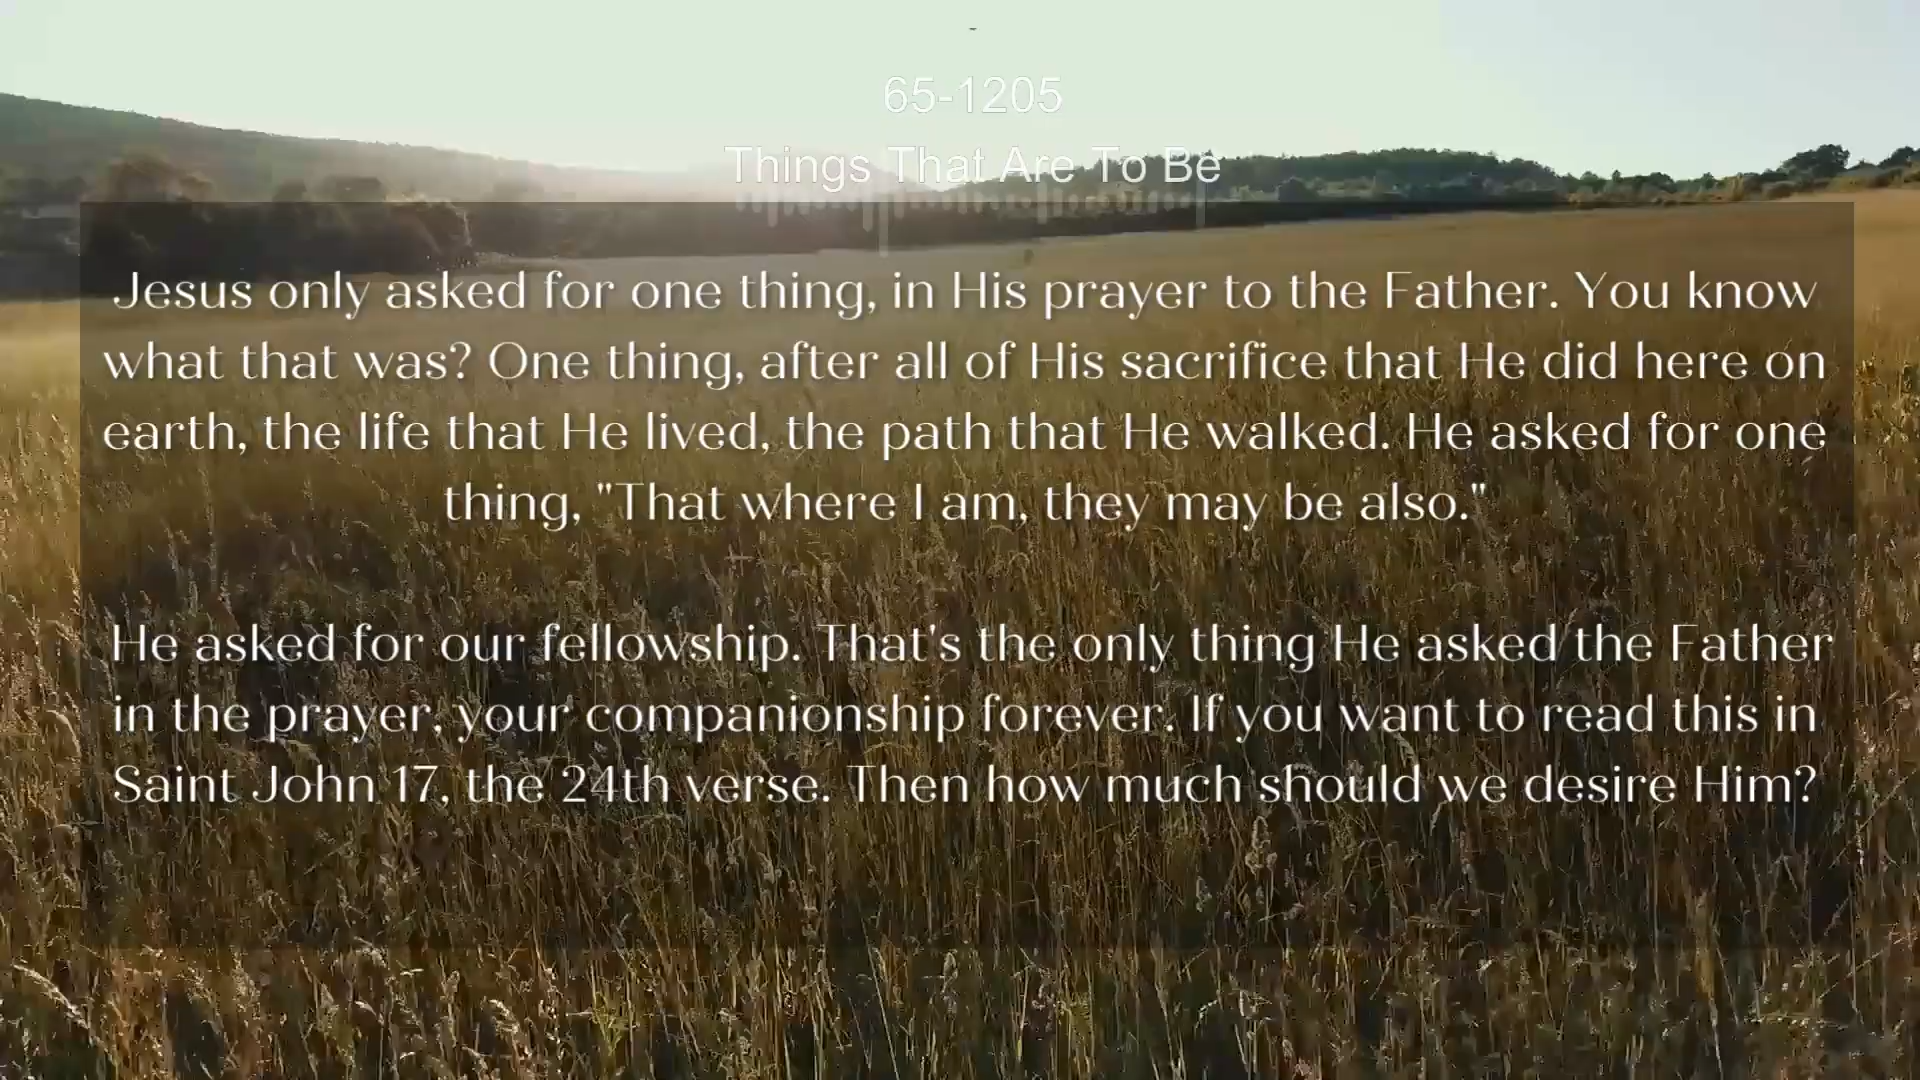 -
65-1205
Things That Are To Be
Jesus only asked for one thing, in His prayer to the Father. You know
what that was? One thing, after all of His sacrifice that He did here on
earth, the life that He lived, the path that He walked. He asked for one
thing, "That where I am, they may be also."
He asked for our fellowship. That's the only thing He asked the Father
in the prayer, your companionship forever. If you want to read this in
Saint John 17, the 24th verse. Then how much should we desire Him?